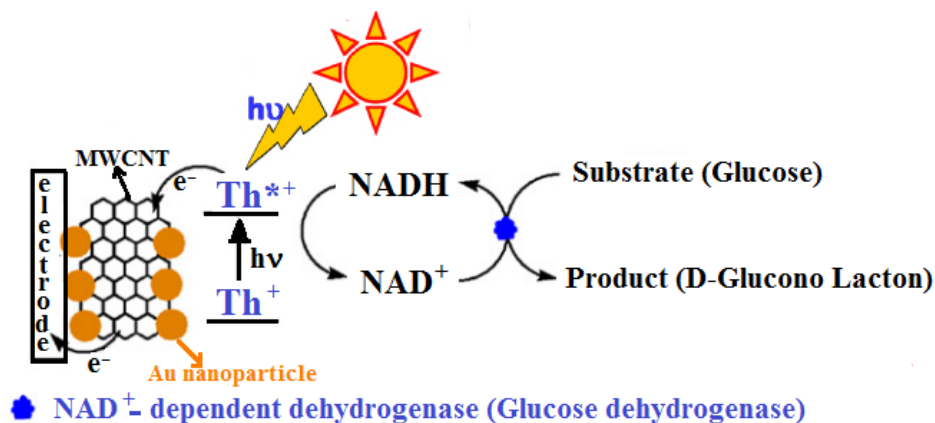 hυ
MWCNT
electrode
e⁻
Th*⁺
hν
Th⁺
e⁻
Au nanoparticle
NADH
NAD⁺
Substrate (Glucose)
Product (D-Glucono Lacton)
NAD⁺- dependent dehydrogenase (Glucose dehydrogenase)